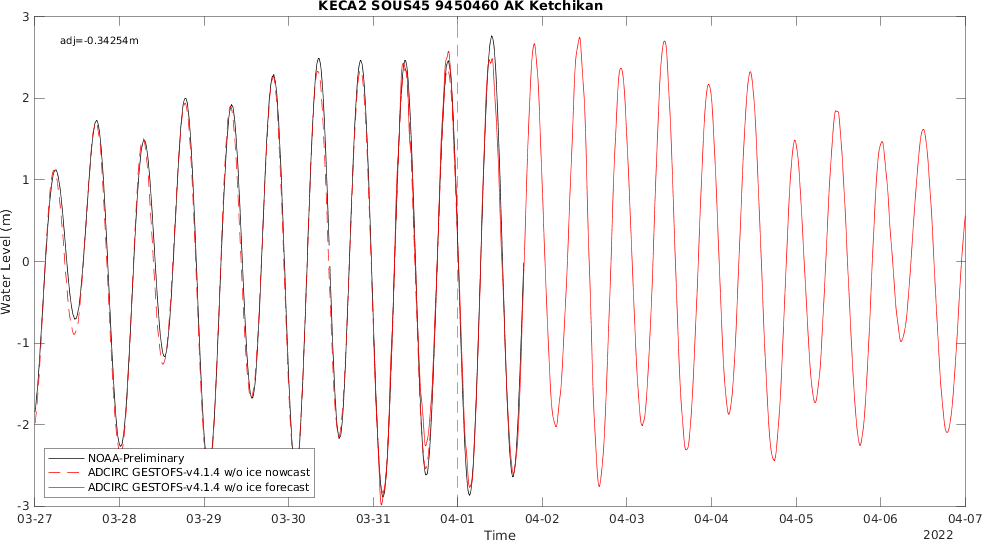 KECA2 SOUS45 9450460 AK Ketchikan
adj=-0.34254m
3
2
1
0
-1
-2
-3
Water Level (m)
NOAA-Preliminary
ADCIRC GESTOFS-v4.1.4 w/o ice nowcast
ADCIRC GESTOFS-v4.1.4 w/o ice forecast
03-27 03-28 03-29 03-30 03-31 04-01 04-02 04-03 04-04 04-05 04-06 04-07
Time
2022